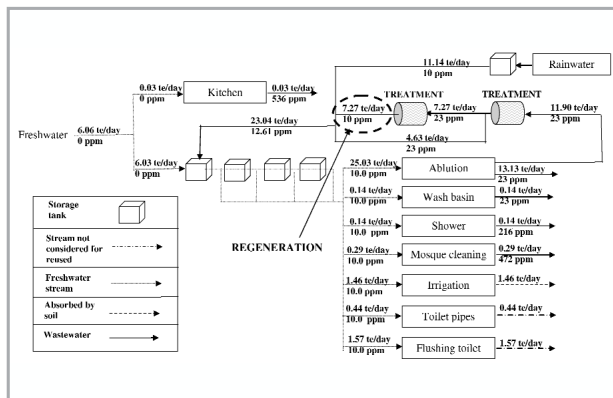 11.14 te/day
10 ppm
Rainwater
0.03 te/day
0 ppm
Kitchen
0.03 te/day
536 ppm
7.27 te/day
10 ppm
TREATMENT
7.27 te/day
23 ppm
TREATMENT
11.90 te/day
23 ppm
Freshwater
6.06 te/day
0 ppm
23.04 te/day
12.61 ppm
4.63 te/day
23 ppm
6.03 te/day
0 ppm
25.03 te/day
10.0 ppm
Ablution
13.13 te/day
23 ppm
0.14 te/day
10.0 ppm
Wash basin
0.14 te/day
23 ppm
0.14 te/day
10.0 ppm
Shower
0.14 te/day
216 ppm
REGENERATION
0.29 te/day
10.0 ppm
Mosque cleaning
0.29 te/day
472 ppm
1.46 te/day
10.0 ppm
Irrigation
1.46 te/day
0.44 te/day
10.0 ppm
Toilet pipes
0.44 te/day
1.57 te/day
10.0 ppm
Flushing toilet
1.57 te/day
Storage
tank
Stream not
considered for
reused
Freshwater
stream
Absorbed by
soil
Wastewater